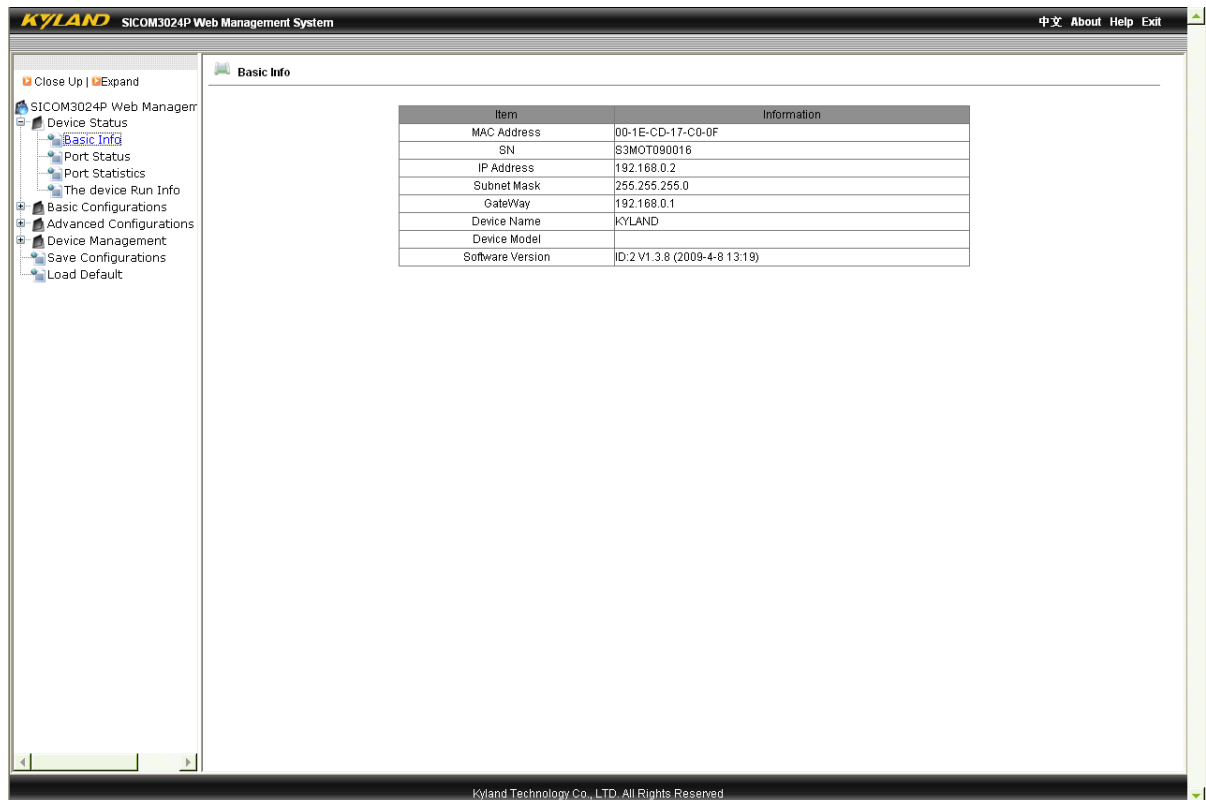 KYLAND SICOM3024P Web Management System 中文 About Help Exit
Close Up | Expand
SICOM3024P Web Managem
Device Status
Basic Info
Port Status
Port Statistics
The device Run Info
Basic Configurations
Advanced Configurations
Device Management
Save Configurations
Load Default
Basic Info
Item Information
MAC Address 00-1E-CD-17-C0-0F
SN S3MOT090016
IP Address 192.168.0.2
Subnet Mask 255.255.255.0
GateWay 192.168.0.1
Device Name KYLAND
Device Model
Software Version ID:2 V1.3.8 (2009-4-8 13:19)
Kyland Technology Co., LTD. All Rights Reserved